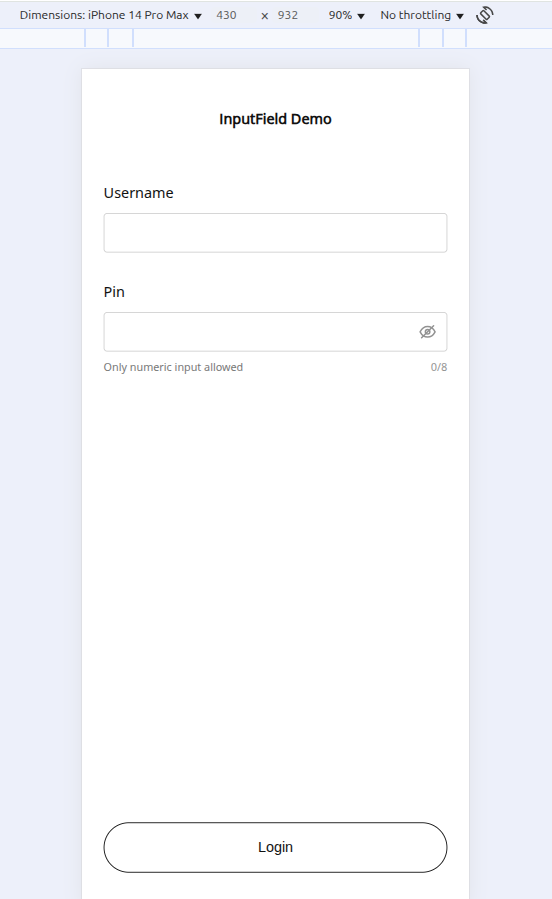 Dimensions: iPhone 14 Pro Max ▼ 430 × 932 90% ▼ No throttling ▼
InputField Demo
Username
Pin
Only numeric input allowed 0/8
Login